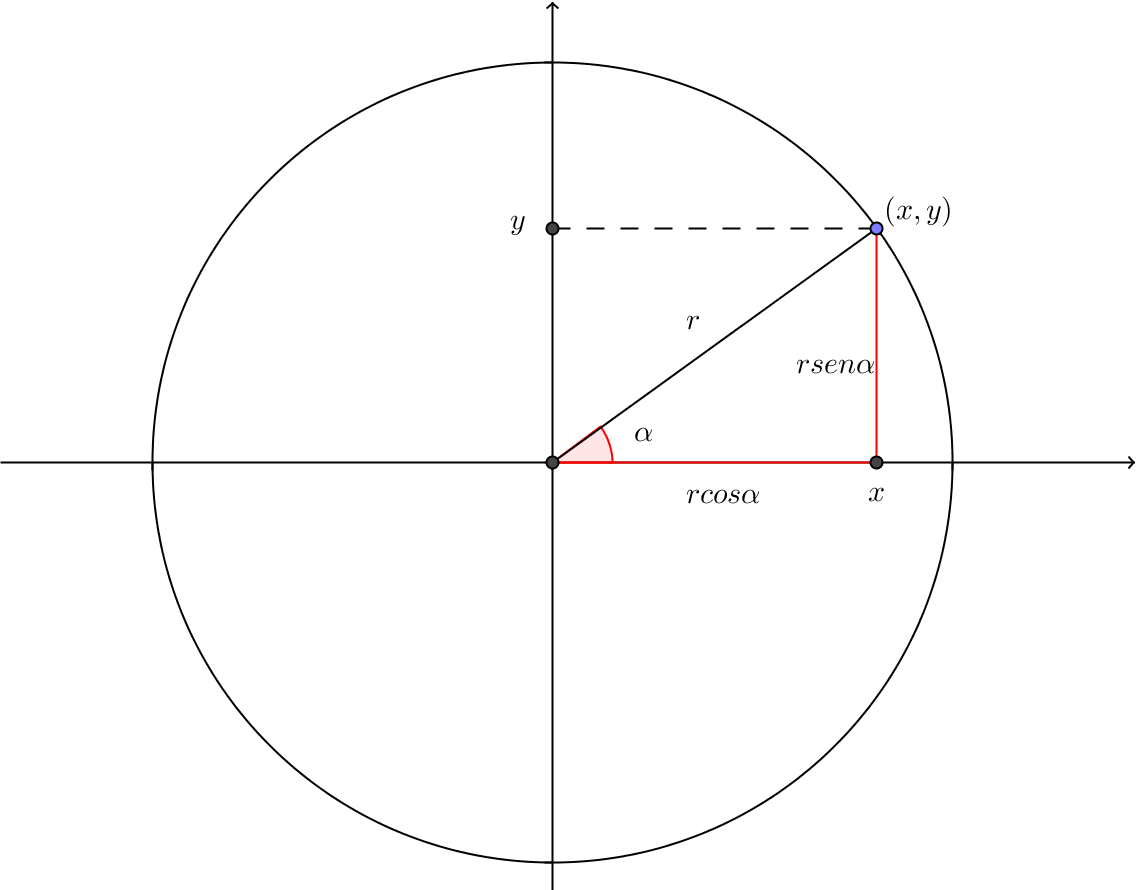 (x, y)
y
r
rsenα
α
rcosα
x